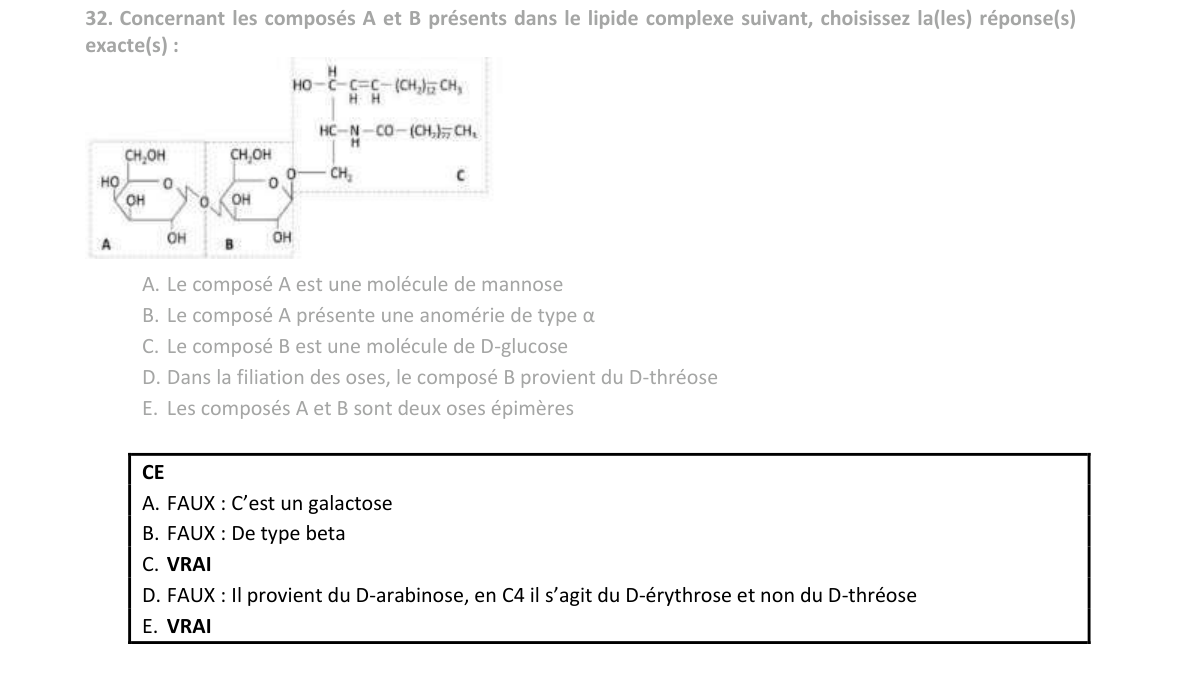 32. Concernant les composés A et B présents dans le lipide complexe suivant, choisissez la(les) réponse(s)
exacte(s) :
H
HO-C-C=C-(CH₂)₁₂CH₃
H H
HC-N-CO-(CH₂)₂₂CH₃
H
CH₂OH CH₂OH O CH₂ C
HO O O
OH O OH
A OH B OH
A. Le composé A est une molécule de mannose
B. Le composé A présente une anomérie de type α
C. Le composé B est une molécule de D-glucose
D. Dans la filiation des oses, le composé B provient du D-thréose
E. Les composés A et B sont deux oses épimères
CE
A. FAUX : C’est un galactose
B. FAUX : De type beta
C. VRAI
D. FAUX : Il provient du D-arabinose, en C4 il s’agit du D-érythrose et non du D-thréose
E. VRAI